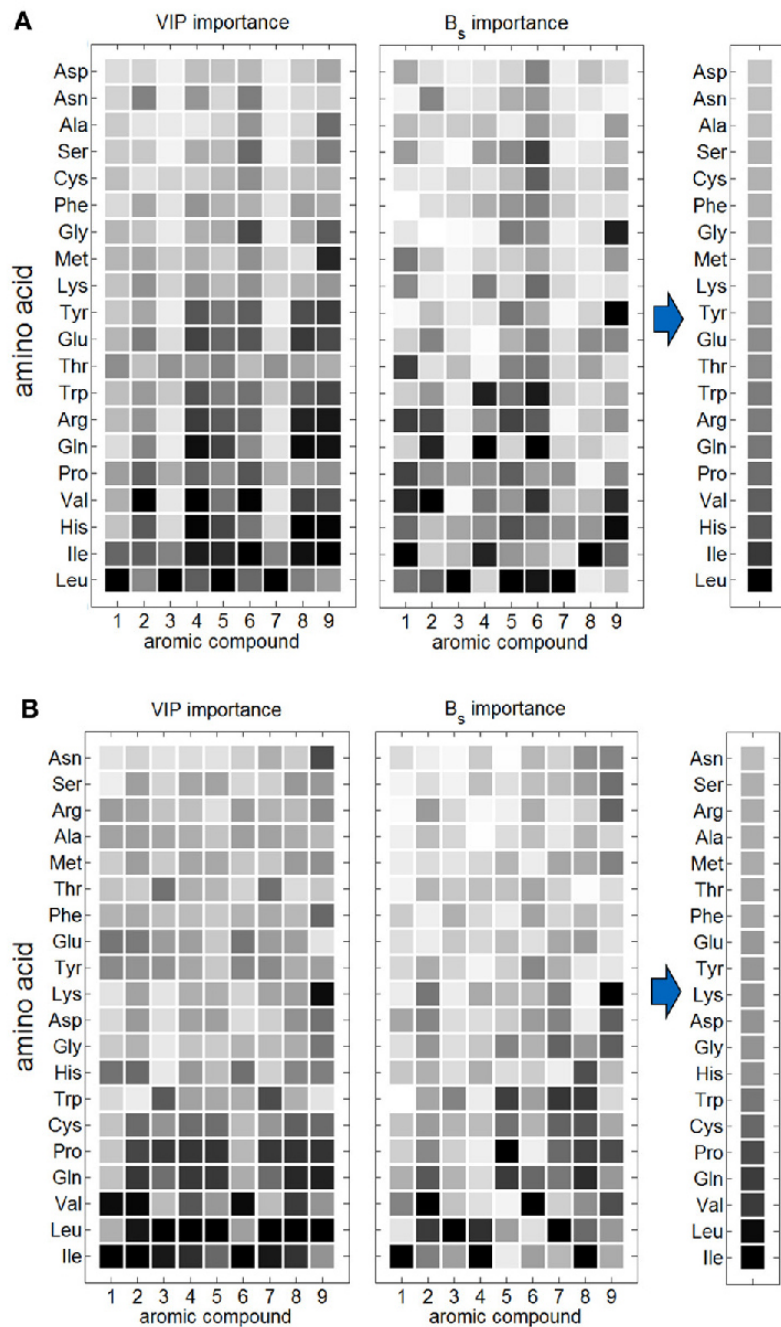 A
VIP importance
Bs importance
amino acid
Asp
Asn
Ala
Ser
Cys
Phe
Gly
Met
Lys
Tyr
Glu
Thr
Trp
Arg
Gln
Pro
Val
His
Ile
Leu
1 2 3 4 5 6 7 8 9
aromic compound
1 2 3 4 5 6 7 8 9
aromic compound
Asp
Asn
Ala
Ser
Cys
Phe
Gly
Met
Lys
Tyr
Glu
Thr
Trp
Arg
Gln
Pro
Val
His
Ile
Leu
B
VIP importance
Bs importance
amino acid
Asn
Ser
Arg
Ala
Met
Thr
Phe
Glu
Tyr
Lys
Asp
Gly
His
Trp
Cys
Pro
Gln
Val
Leu
Ile
1 2 3 4 5 6 7 8 9
aromic compound
1 2 3 4 5 6 7 8 9
aromic compound
Asn
Ser
Arg
Ala
Met
Thr
Phe
Glu
Tyr
Lys
Asp
Gly
His
Trp
Cys
Pro
Gln
Val
Leu
Ile